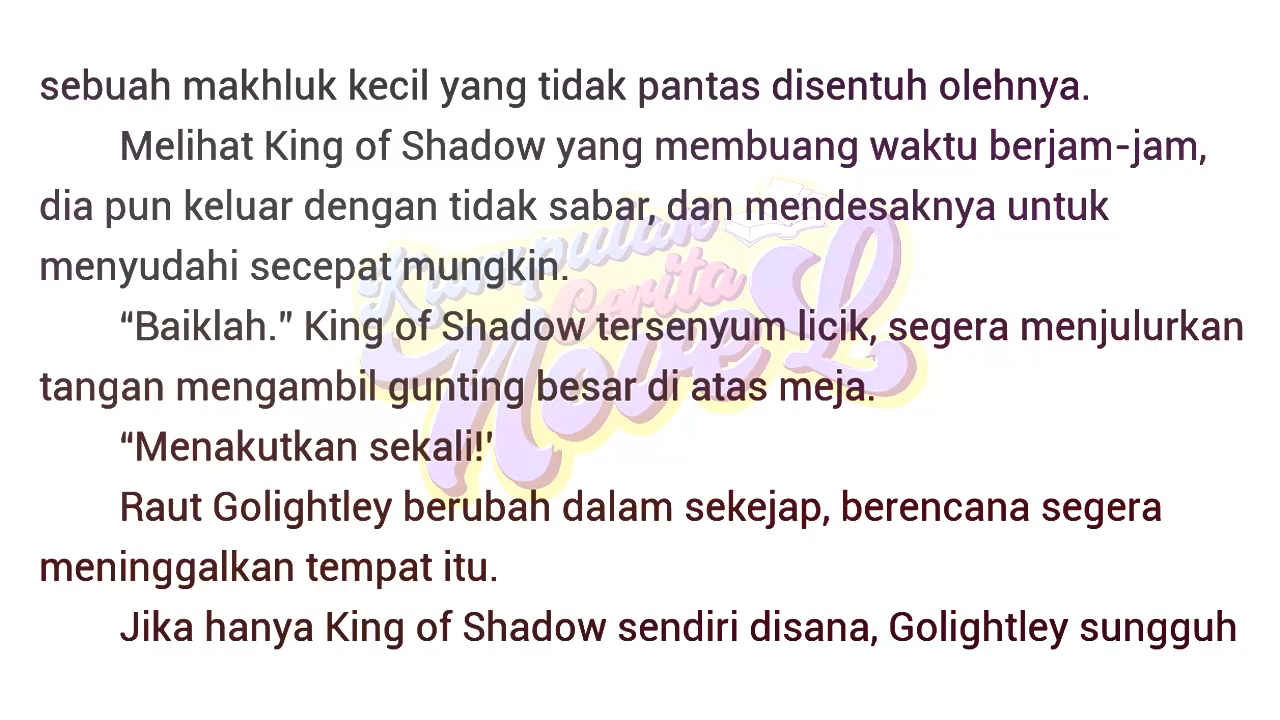 sebuah makhluk kecil yang tidak pantas disentuh olehnya.
Melihat King of Shadow yang membuang waktu berjam-jam,
dia pun keluar dengan tidak sabar, dan mendesaknya untuk
menyudahi secepat mungkin.
“Baiklah.” King of Shadow tersenyum licik, segera menjulurkan
tangan mengambil gunting besar di atas meja.
“Menakutkan sekali!’
Raut Golightley berubah dalam sekejap, berencana segera
meninggalkan tempat itu.
Jika hanya King of Shadow sendiri disana, Golightley sungguh
Kumpulan
Cerita
NoveL